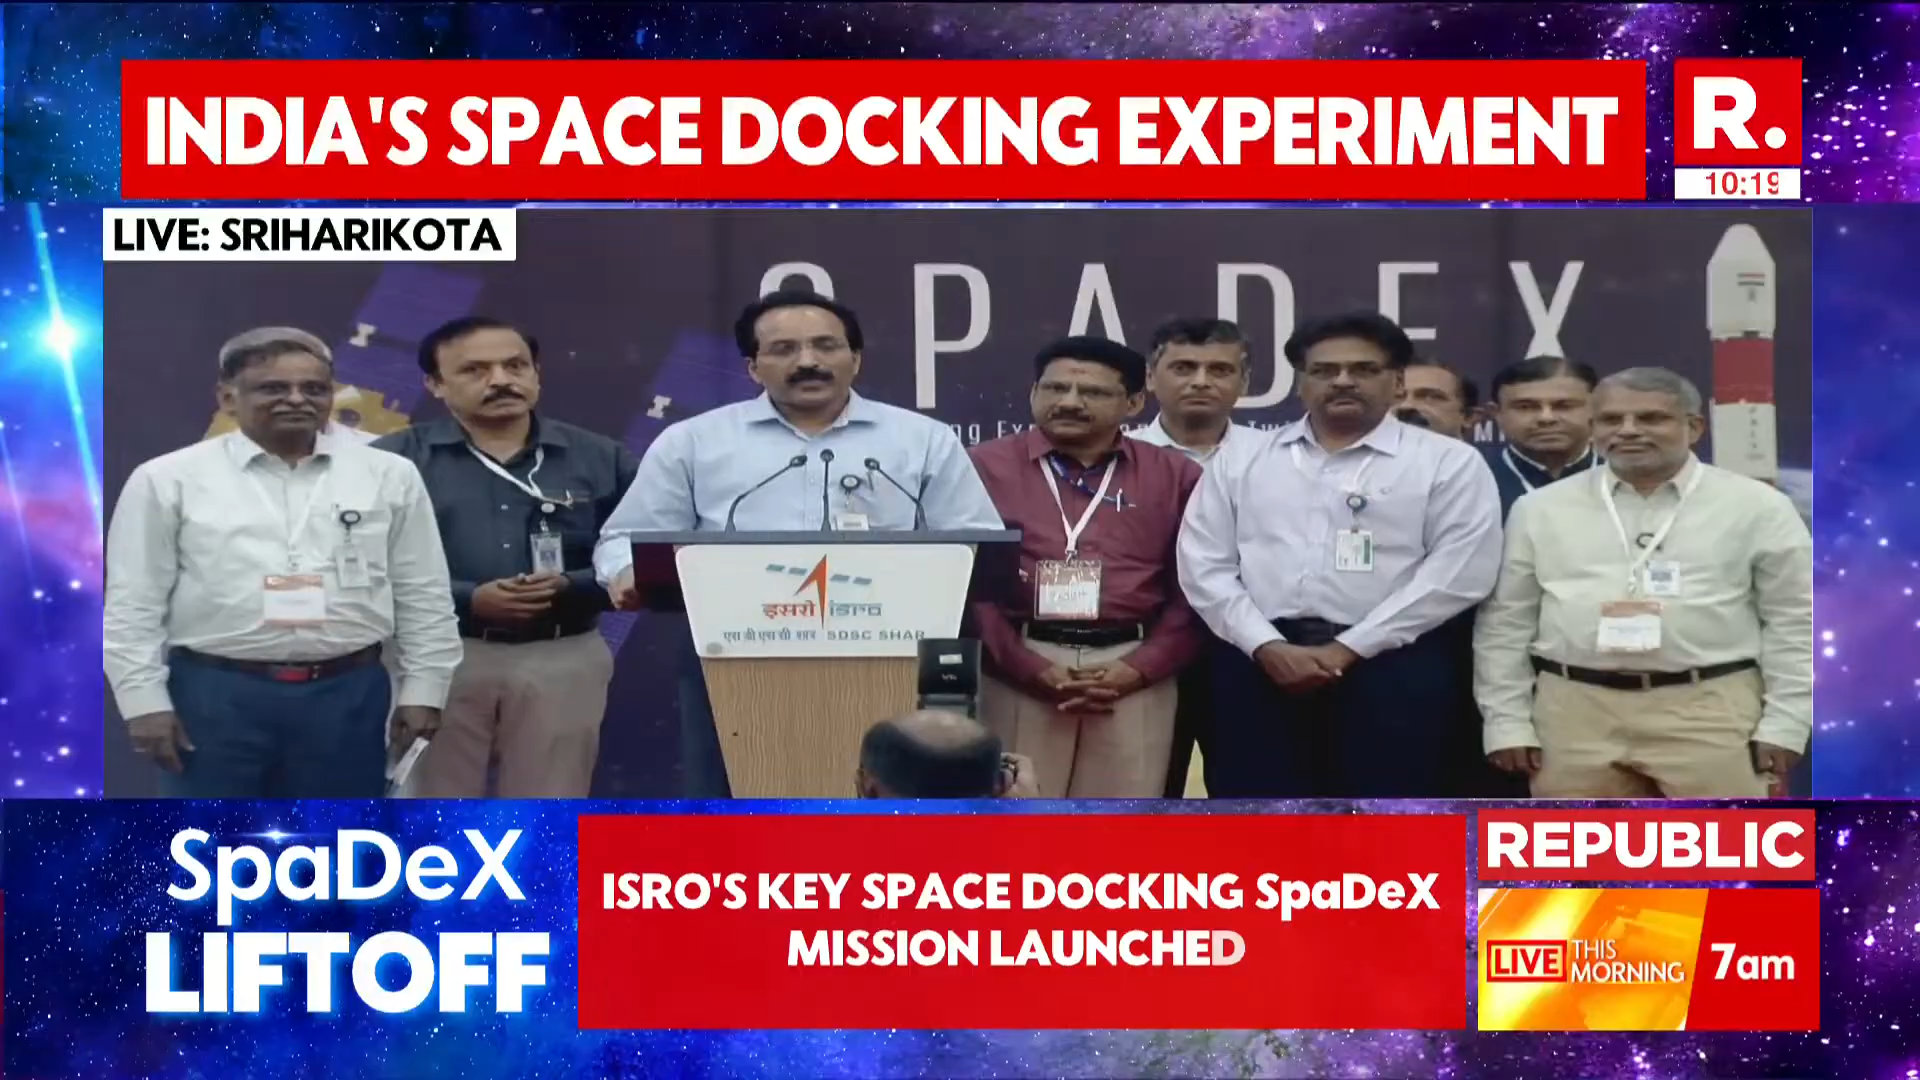 INDIA'S SPACE DOCKING EXPERIMENT
R.
10:19
LIVE: SRIHARIKOTA
SPADEX
इसरो isro
एस डी एस सी शार SDSC SHAR
SpaDeX
LIFTOFF
ISRO'S KEY SPACE DOCKING SpaDeX
MISSION LAUNCHED
REPUBLIC
LIVE THIS MORNING 7am